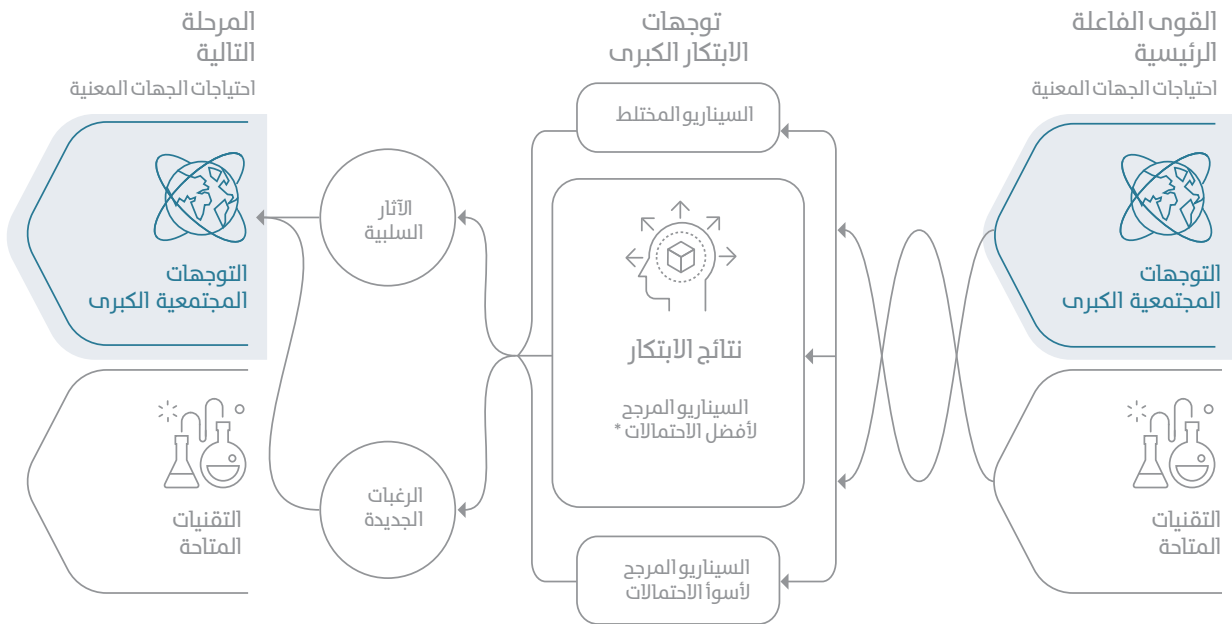 القوى الفاعلة
الرئيسية
احتياجات الجهات المعنية
التوجهات
المجتمعية الكبرى
التقنيات
المتاحة
توجهات
الابتكار الكبرى
السيناريو المختلط
نتائج الابتكار
السيناريو المرجح
لأفضل الاحتمالات *
السيناريو المرجح
لأسوأ الاحتمالات
الآثار
السلبية
الرغبات
الجديدة
المرحلة
التالية
احتياجات الجهات المعنية
التوجهات
المجتمعية الكبرى
التقنيات
المتاحة